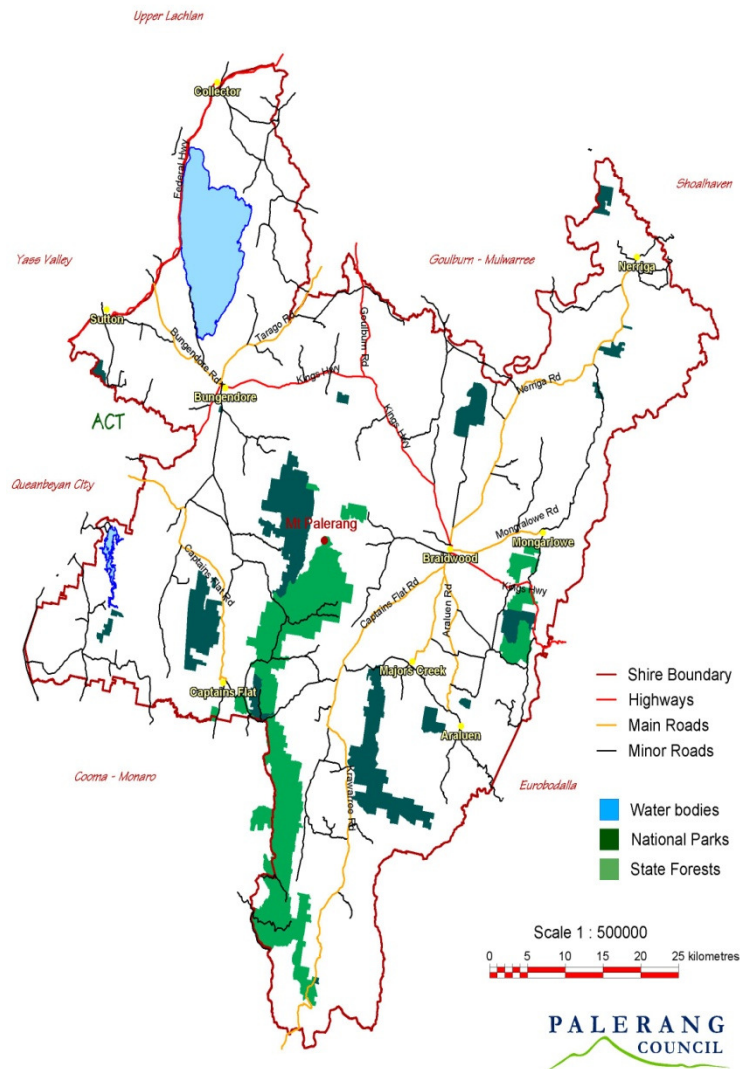 Upper Lachlan
Collector
Federal Hwy
Shoalhaven
Yass Valley
Goulburn - Mulwarree
Nerriga
Sutton
Bungendore Rd
Tarago Rd
Goulburn Rd
Kings Hwy
Bungendore
Nerriga Rd
Kings Hwy
ACT
Queanbeyan City
Mt Palerang
Mongralowe Rd
Mongarlowe
Braidwood
Captains Flat Rd
Captains Flat Rd
Araluen Rd
Kings Hwy
Majors Creek
Captains Flat
Araluen
Cooma - Monaro
Krawarree Rd
Eurobodalla
Shire Boundary
Highways
Main Roads
Minor Roads
Water bodies
National Parks
State Forests
Scale 1 : 500000
0 5 10 15 20 25 kilometres
PALERANG
COUNCIL